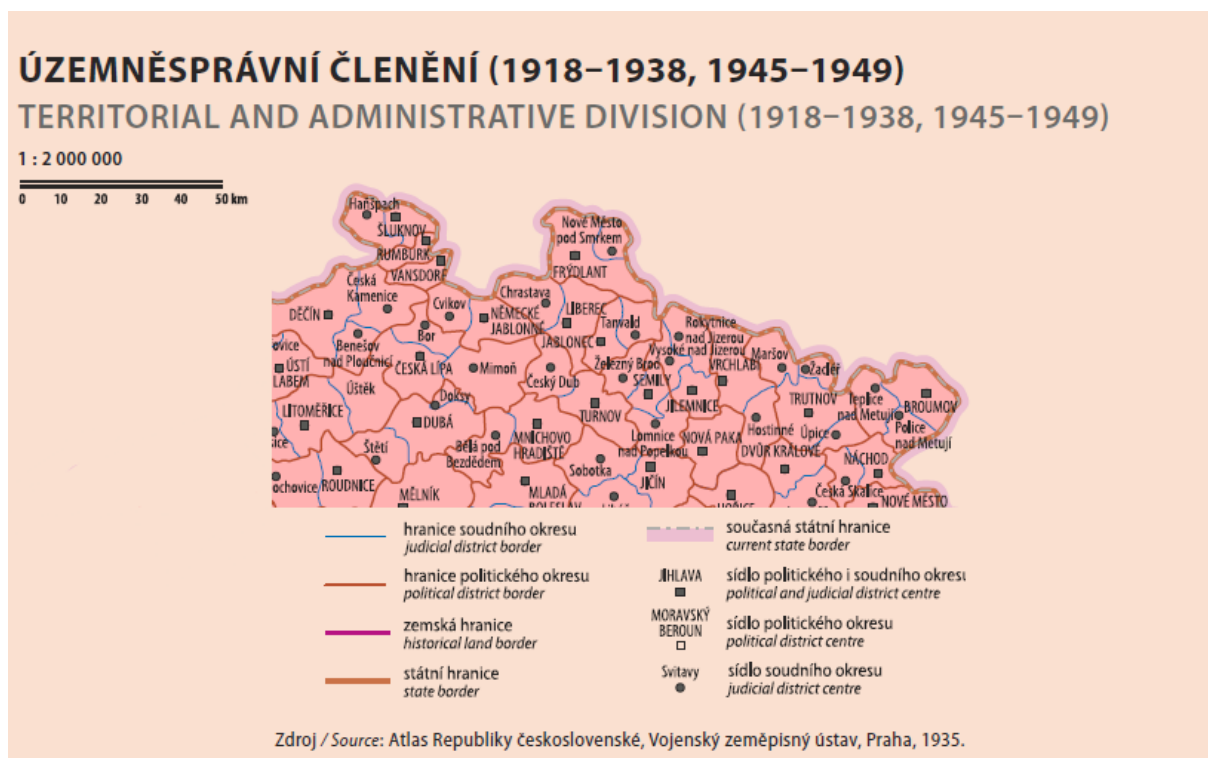 ÚZEMNĚSPRÁVNÍ ČLENĚNÍ (1918–1938, 1945–1949)
TERRITORIAL AND ADMINISTRATIVE DIVISION (1918–1938, 1945–1949)
1 : 2 000 000
0 10 20 30 40 50 km
Haňšpach
ŠLUKNOV
RUMBURK
VANSDORF
Nové Město
pod Smrkem
FRÝDLANT
Česká
Kamenice
DĚČÍN
Cvikov
Chrastava
NĚMECKÉ
JABLONNÉ
LIBEREC
Tanwald
JABLONEC
Rokytnice
nad Jizerou
Vysoké nad Jizerou
Benešov
nad Ploučnicí
Bor
ČESKÁ LÍPA
Mimoň
Český Dub
Železný Brod
SEMILY
VRCHLABÍ
Maršov
Žacléř
ovice
ÚSTÍ
LABEM
Úštěk
LITOMĚŘICE
Doksy
DUBÁ
TURNOV
JILEMNICE
TRUTNOV
Teplice
nad Metují
BROUMOV
Police
nad Metují
Hostinné
Úpice
sice
Štětí
Bělá pod
Bezdězem
MNICHOVO
HRADIŠTĚ
Lomnice
nad Popelkou
NOVÁ PAKA
DVŮR KRÁLOVÉ
NÁCHOD
ochovice
ROUDNICE
MĚLNÍK
Sobotka
JIČÍN
MLADÁ
BOLESLAV
HOŘICE
Česká Skalice
NOVÉ MĚSTO
hranice soudního okresu
judicial district border
hranice politického okresu
political district border
zemská hranice
historical land border
státní hranice
state border
současná státní hranice
current state border
JIHLAVA
sídlo politického i soudního okresu
political and judicial district centre
MORAVSKÝ
BEROUN
sídlo politického okresu
political district centre
Svitavy
sídlo soudního okresu
judicial district centre
Zdroj / Source: Atlas Republiky československé, Vojenský zeměpisný ústav, Praha, 1935.